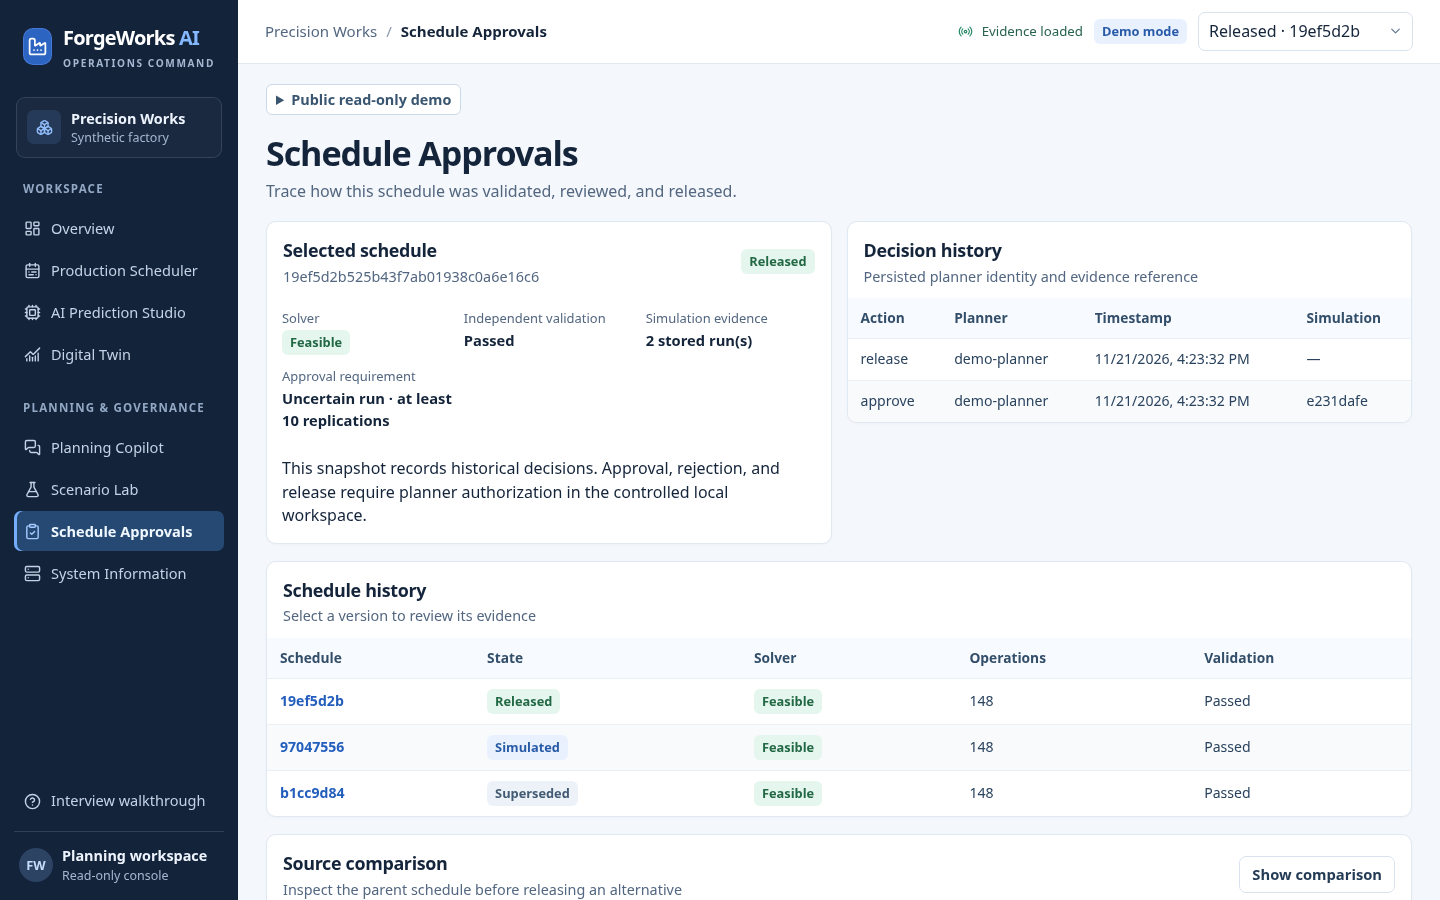 ForgeWorks AI
OPERATIONS COMMAND
Precision Works
Synthetic factory
WORKSPACE
Overview
Production Scheduler
AI Prediction Studio
Digital Twin
PLANNING & GOVERNANCE
Planning Copilot
Scenario Lab
Schedule Approvals
System Information
Interview walkthrough
FW
Planning workspace
Read-only console
Precision Works / Schedule Approvals
Evidence loaded
Demo mode
Released · 19ef5d2b
Public read-only demo
Schedule Approvals
Trace how this schedule was validated, reviewed, and released.
Selected schedule
19ef5d2b525b43f7ab01938c0a6e16c6
Released
Solver
Feasible
Independent validation
Passed
Simulation evidence
2 stored run(s)
Approval requirement
Uncertain run · at least
10 replications
This snapshot records historical decisions. Approval, rejection, and
release require planner authorization in the controlled local
workspace.
Decision history
Persisted planner identity and evidence reference
Action Planner Timestamp Simulation
release demo-planner 11/21/2026, 4:23:32 PM —
approve demo-planner 11/21/2026, 4:23:32 PM e231dafe
Schedule history
Select a version to review its evidence
Schedule State Solver Operations Validation
19ef5d2b Released Feasible 148 Passed
97047556 Simulated Feasible 148 Passed
b1cc9d84 Superseded Feasible 148 Passed
Source comparison
Inspect the parent schedule before releasing an alternative
Show comparison